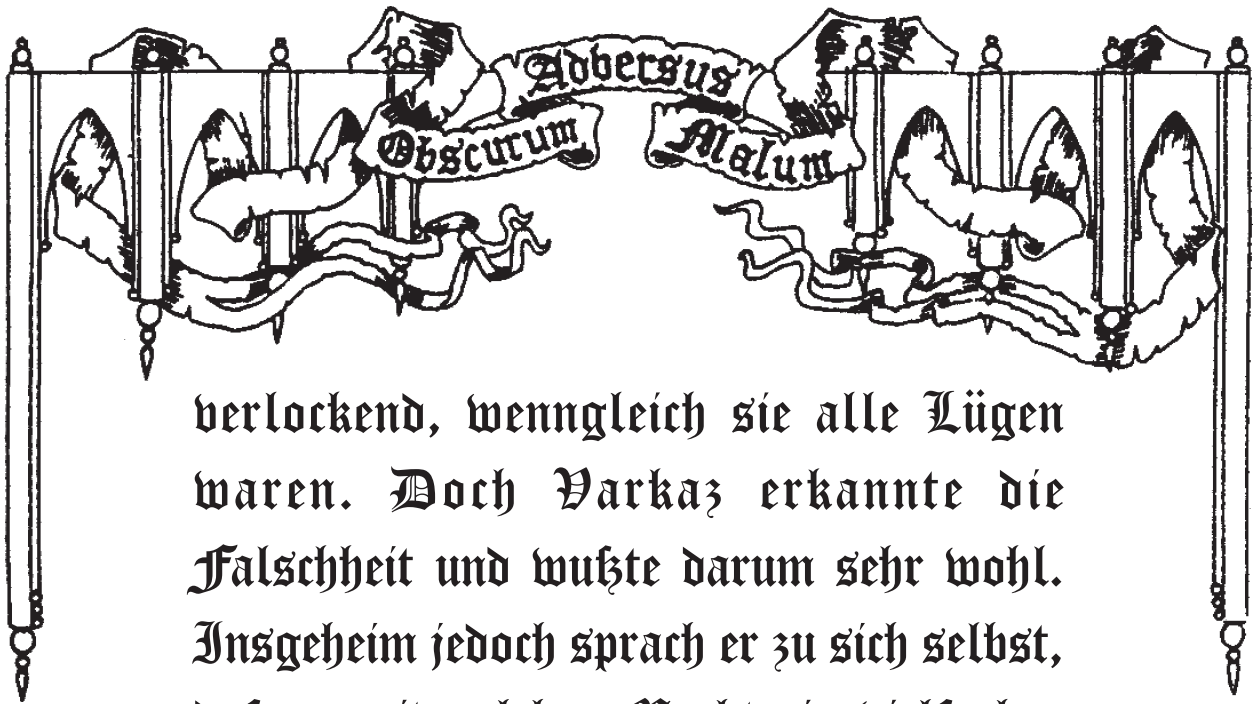 Adversus
Obscurum Malum
verlockend, wenngleich sie alle Lügen
waren. Doch Varkaz erkannte die
Falschheit und wußte darum sehr wohl.
Insgeheim jedoch sprach er zu sich selbst,